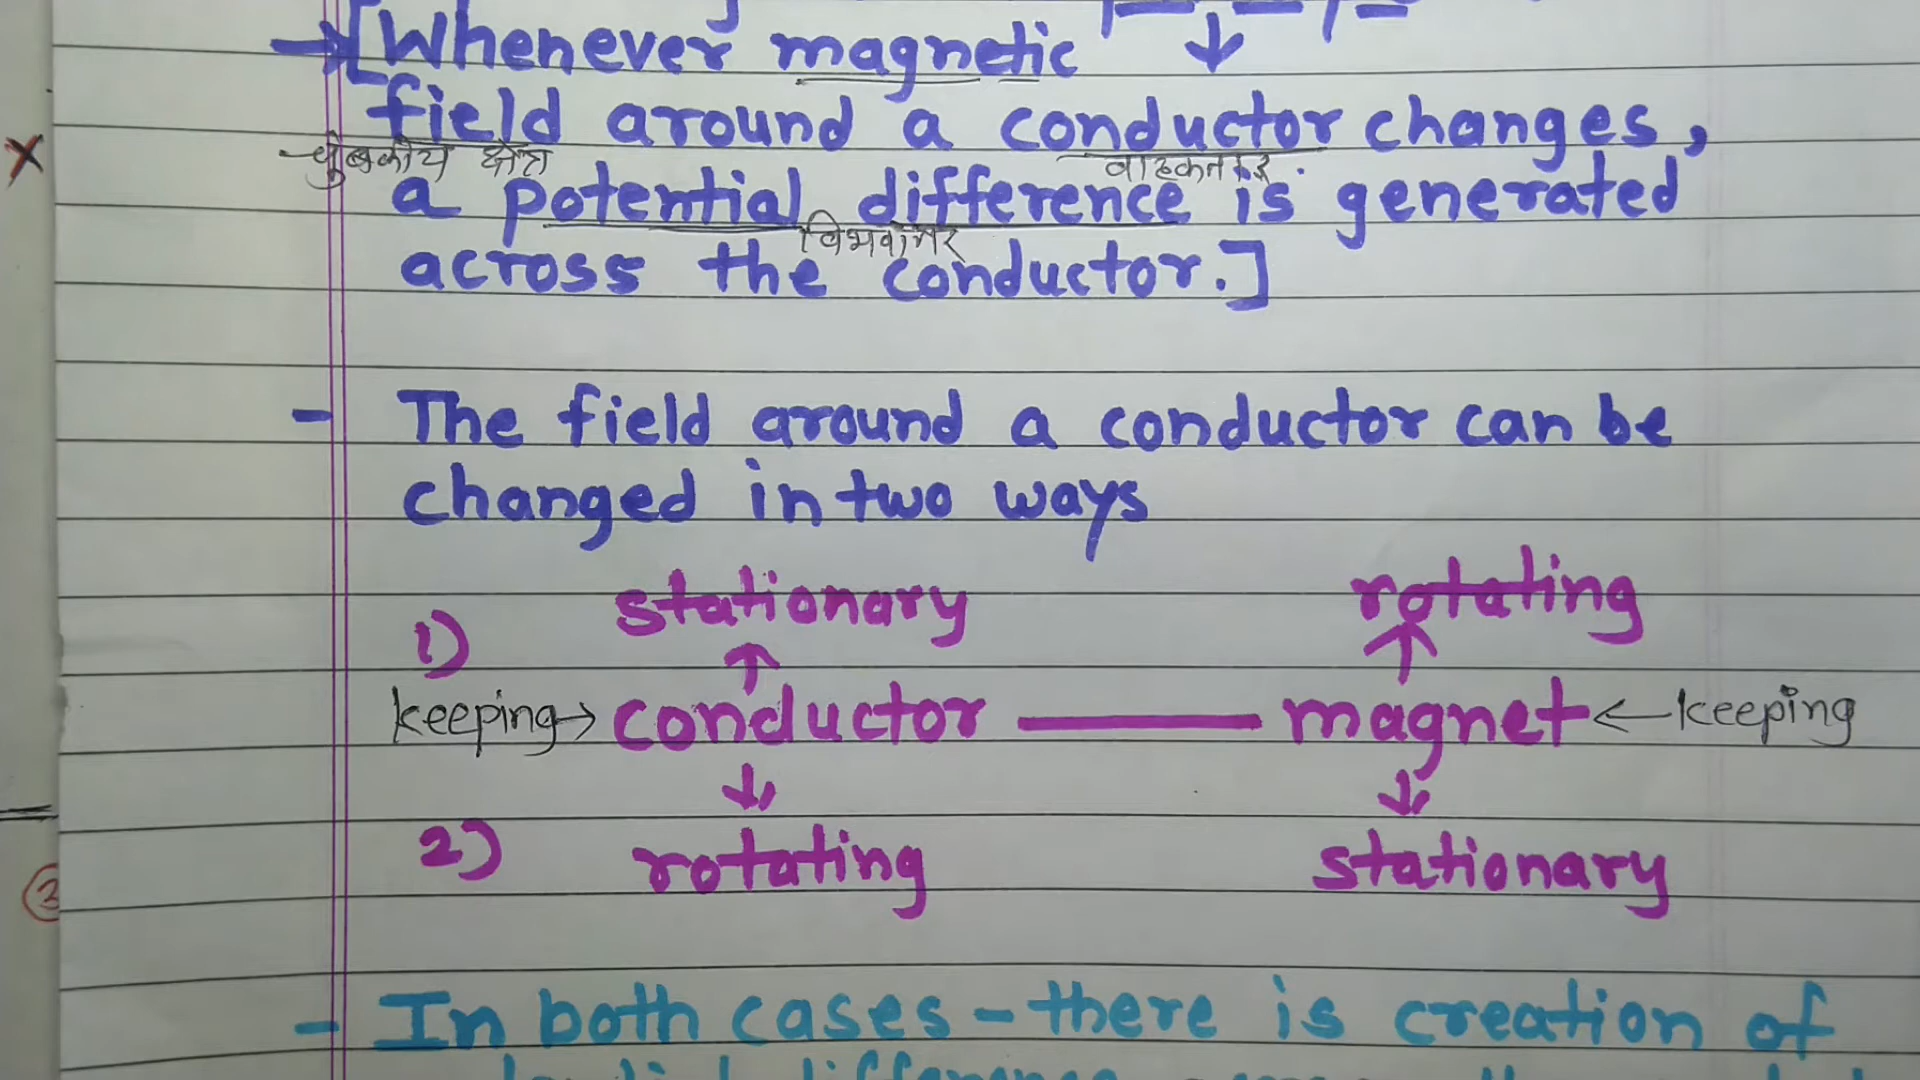 →[Whenever magnetic ↓
field around a conductor changes,
चुंबकीय क्षेत्र वाहकतार
a potential difference is generated
विभवांतर
across the conductor.]
- The field around a conductor can be
changed in two ways
1) stationary rotating
↑ ↑
keeping→ conductor — magnet ← keeping
↓ ↓
2) rotating stationary
3
- In both cases - there is creation of
difference